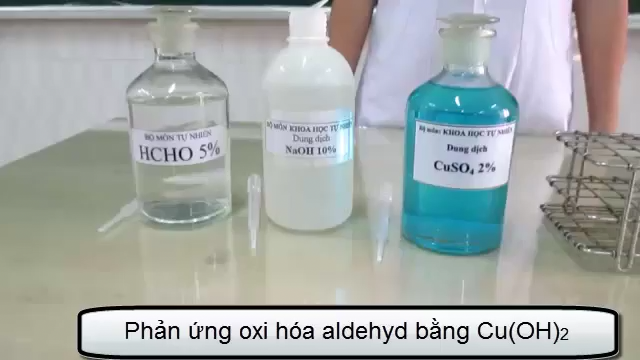 BỘ MÔN TỰ NHIÊN
HCHO 5%
BỘ MÔN KHOA HỌC TỰ NHIÊN
Dung dịch
NaOH 10%
Bộ môn: KHOA HỌC TỰ NHIÊN
Dung dịch
CuSO₄ 2%
Phản ứng oxi hóa aldehyd bằng Cu(OH)₂